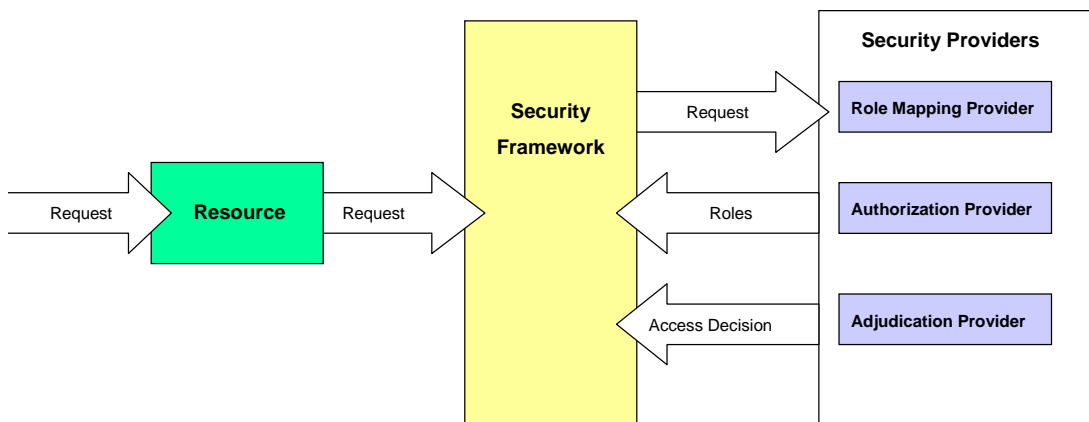 Security Providers
Security
Framework
Request
Role Mapping Provider
Request
Resource
Request
Roles
Authorization Provider
Access Decision
Adjudication Provider